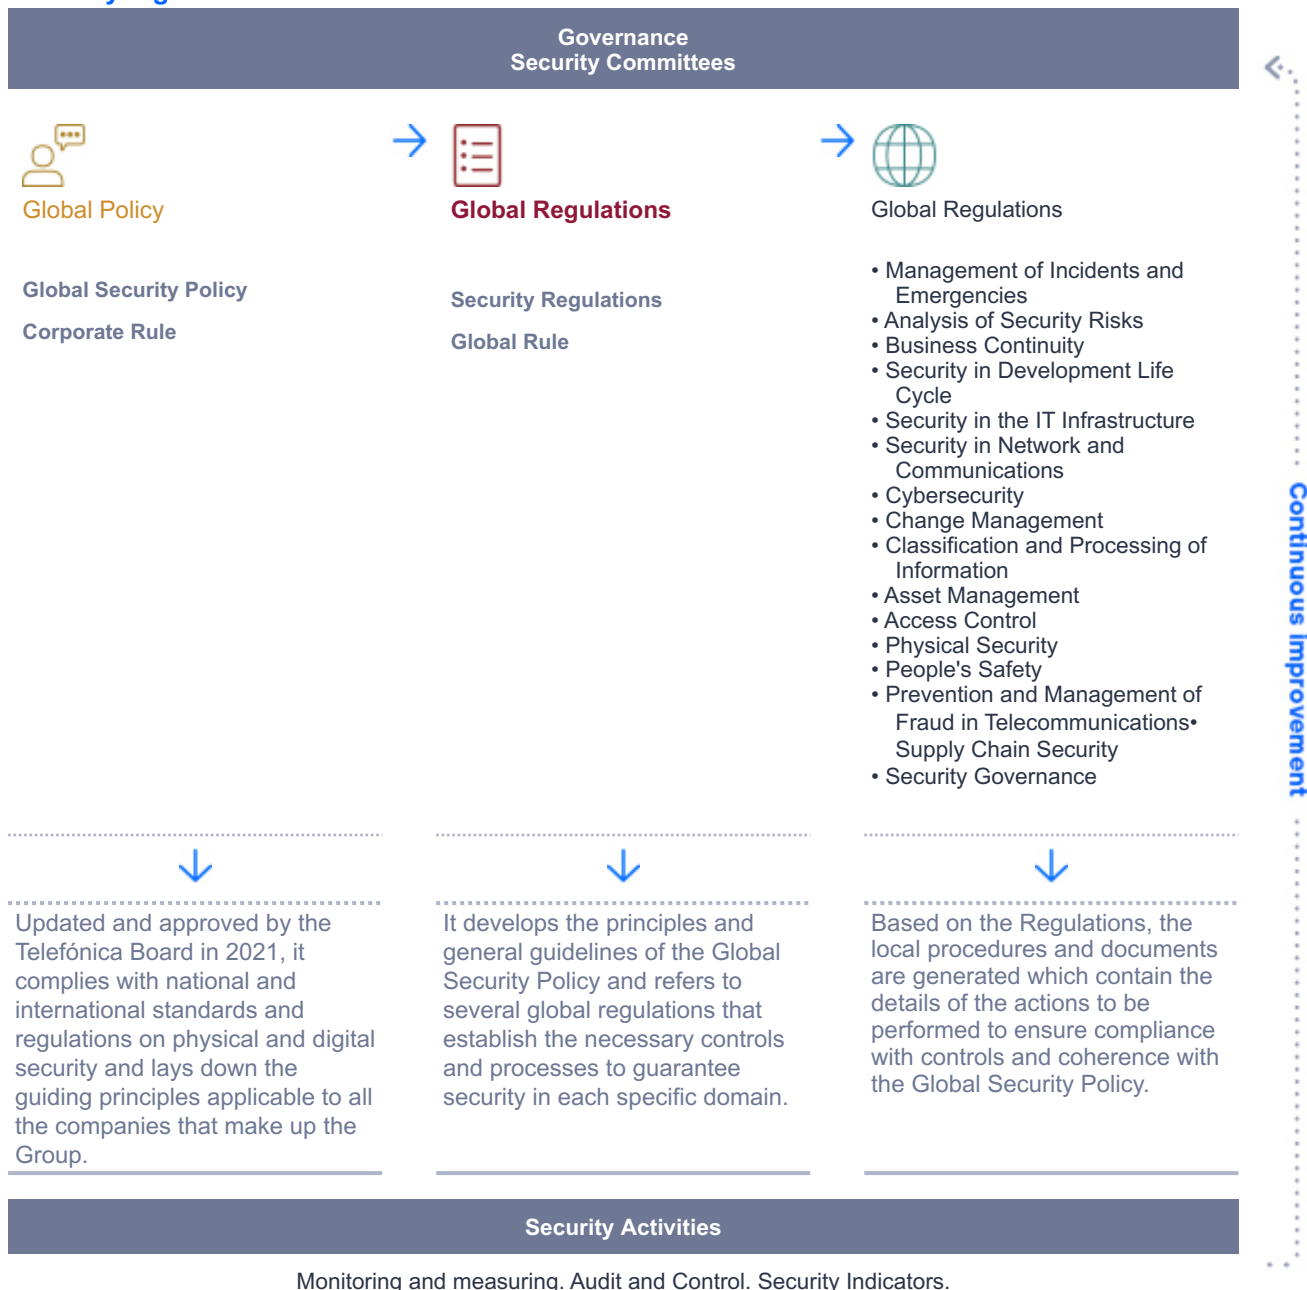 Governance
Security Committees
Global Policy
Global Security Policy
Corporate Rule
Global Regulations
Security Regulations
Global Rule
Global Regulations
• Management of Incidents and
Emergencies
• Analysis of Security Risks
• Business Continuity
• Security in Development Life
Cycle
• Security in the IT Infrastructure
• Security in Network and
Communications
• Cybersecurity
• Change Management
• Classification and Processing of
Information
• Asset Management
• Access Control
• Physical Security
• People's Safety
• Prevention and Management of
Fraud in Telecommunications•
Supply Chain Security
• Security Governance
Updated and approved by the
Telefónica Board in 2021, it
complies with national and
international standards and
regulations on physical and digital
security and lays down the
guiding principles applicable to all
the companies that make up the
Group.
It develops the principles and
general guidelines of the Global
Security Policy and refers to
several global regulations that
establish the necessary controls
and processes to guarantee
security in each specific domain.
Based on the Regulations, the
local procedures and documents
are generated which contain the
details of the actions to be
performed to ensure compliance
with controls and coherence with
the Global Security Policy.
Continuous improvement
Security Activities
Monitoring and measuring. Audit and Control. Security Indicators.